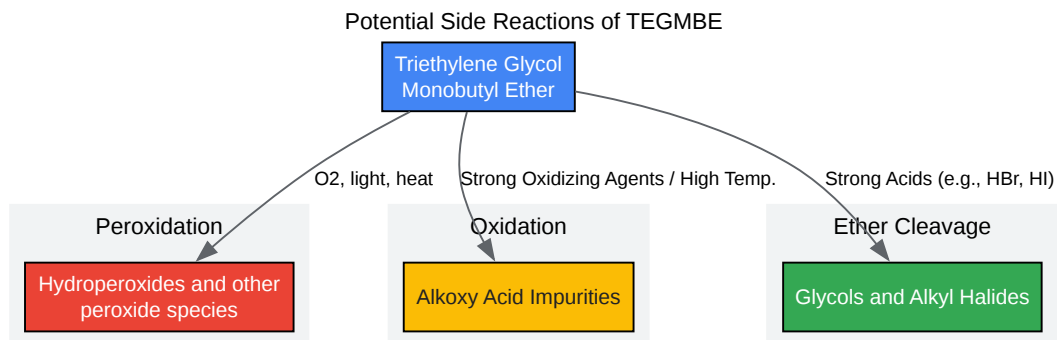 Potential Side Reactions of TEGMBE
Triethylene Glycol
Monobutyl Ether
O2, light, heat
Strong Oxidizing Agents / High Temp.
Strong Acids (e.g., HBr, HI)
Peroxidation
Oxidation
Ether Cleavage
Hydroperoxides and other
peroxide species
Alkoxy Acid Impurities
Glycols and Alkyl Halides